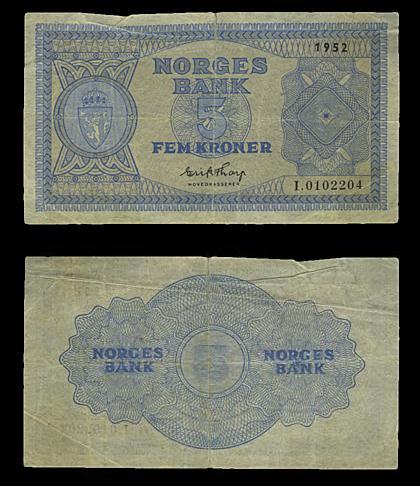 1952
NORGES
BANK
5
FEM KRONER
HOVEDKASSERER
I.0102204
NORGES BANK
5
NORGES BANK